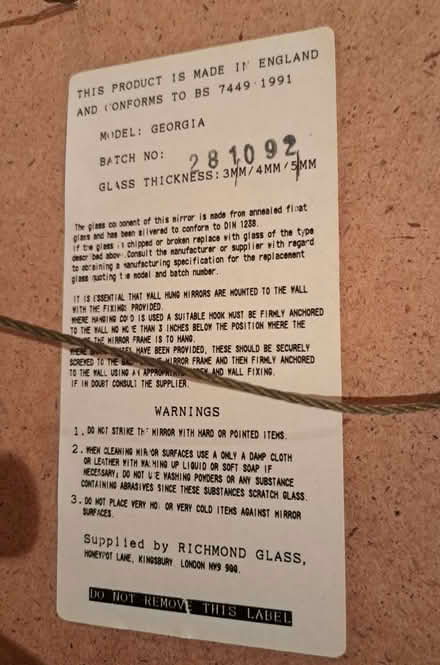 THIS PRODUCT IS MADE IN ENGLAND
AND CONFORMS TO BS 7449:1991
MODEL: GEORGIA
BATCH NO: 281092
GLASS THICKNESS: 3MM/4MM/5MM
The glass component of this mirror is made from annealed float
glass and has been silvered to conform to DIN 1238.
If the glass is chipped or broken replace with glass of the type
described above. Consult the manufacturer or supplier with regard
to obtaining a manufacturing specification for the replacement
glass quoting the model and batch number.
IT IS ESSENTIAL THAT WALL HUNG MIRRORS ARE MOUNTED TO THE WALL
WITH THE FIXINGS PROVIDED.
WHERE HANGING CORD IS USED A SUITABLE HOOK MUST BE FIRMLY ANCHORED
TO THE WALL NO MORE THAN 3 INCHES BELOW THE POSITION WHERE THE
OF THE MIRROR FRAME IS TO HANG.
WHERE HAVE BEEN PROVIDED, THESE SHOULD BE SECURELY
SCREWED TO THE MIRROR FRAME AND THEN FIRMLY ANCHORED
TO THE WALL USING AN APPROPRIATE SCREW AND WALL FIXING.
IF IN DOUBT CONSULT THE SUPPLIER.
WARNINGS
1. DO NOT STRIKE THE MIRROR WITH HARD OR POINTED ITEMS.
2. WHEN CLEANING MIRROR SURFACES USE A ONLY A DAMP CLOTH
OR LEATHER WITH WASHING UP LIQUID OR SOFT SOAP IF
NECESSARY; DO NOT USE WASHING POWDERS OR ANY SUBSTANCE
CONTAINING ABRASIVES SINCE THESE SUBSTANCES SCRATCH GLASS.
3. DO NOT PLACE VERY HOT OR VERY COLD ITEMS AGAINST MIRROR
SURFACES.
Supplied by RICHMOND GLASS,
HONEYPOT LANE, KINGSBURY. LONDON NW9 9QQ.
DO NOT REMOVE THIS LABEL